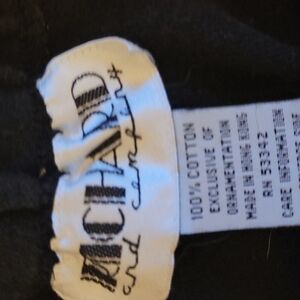 RICHARD
and company
100% COTTON
EXCLUSIVE OF
ORNAMENTATION
MADE IN HONG KONG
RN 53342
CARE INFORMATION